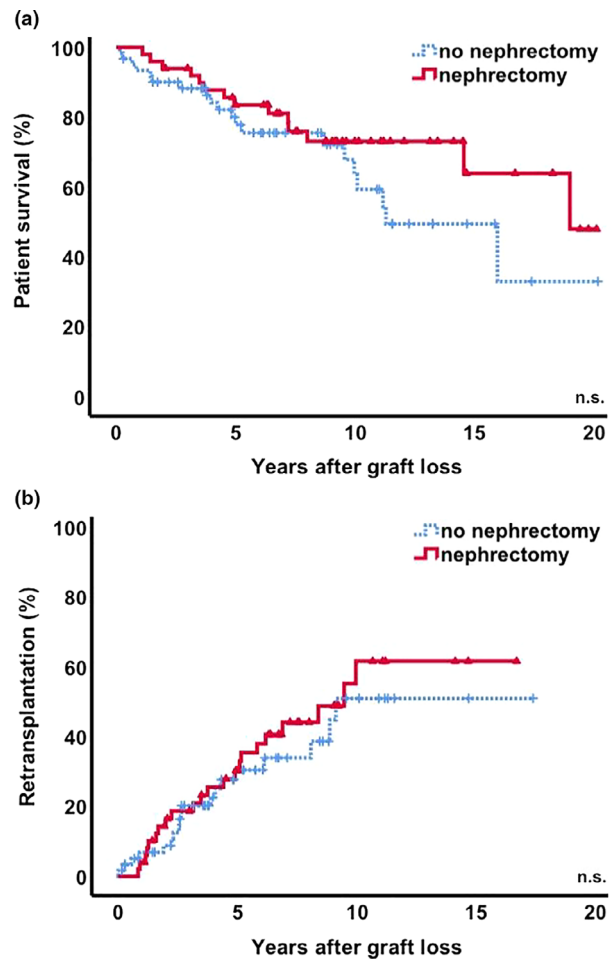 (a)
Patient survival (%)
100
80
60
40
20
0
no nephrectomy
nephrectomy
n.s.
0 5 10 15 20
Years after graft loss
(b)
Retransplantation (%)
100
80
60
40
20
0
no nephrectomy
nephrectomy
n.s.
0 5 10 15 20
Years after graft loss